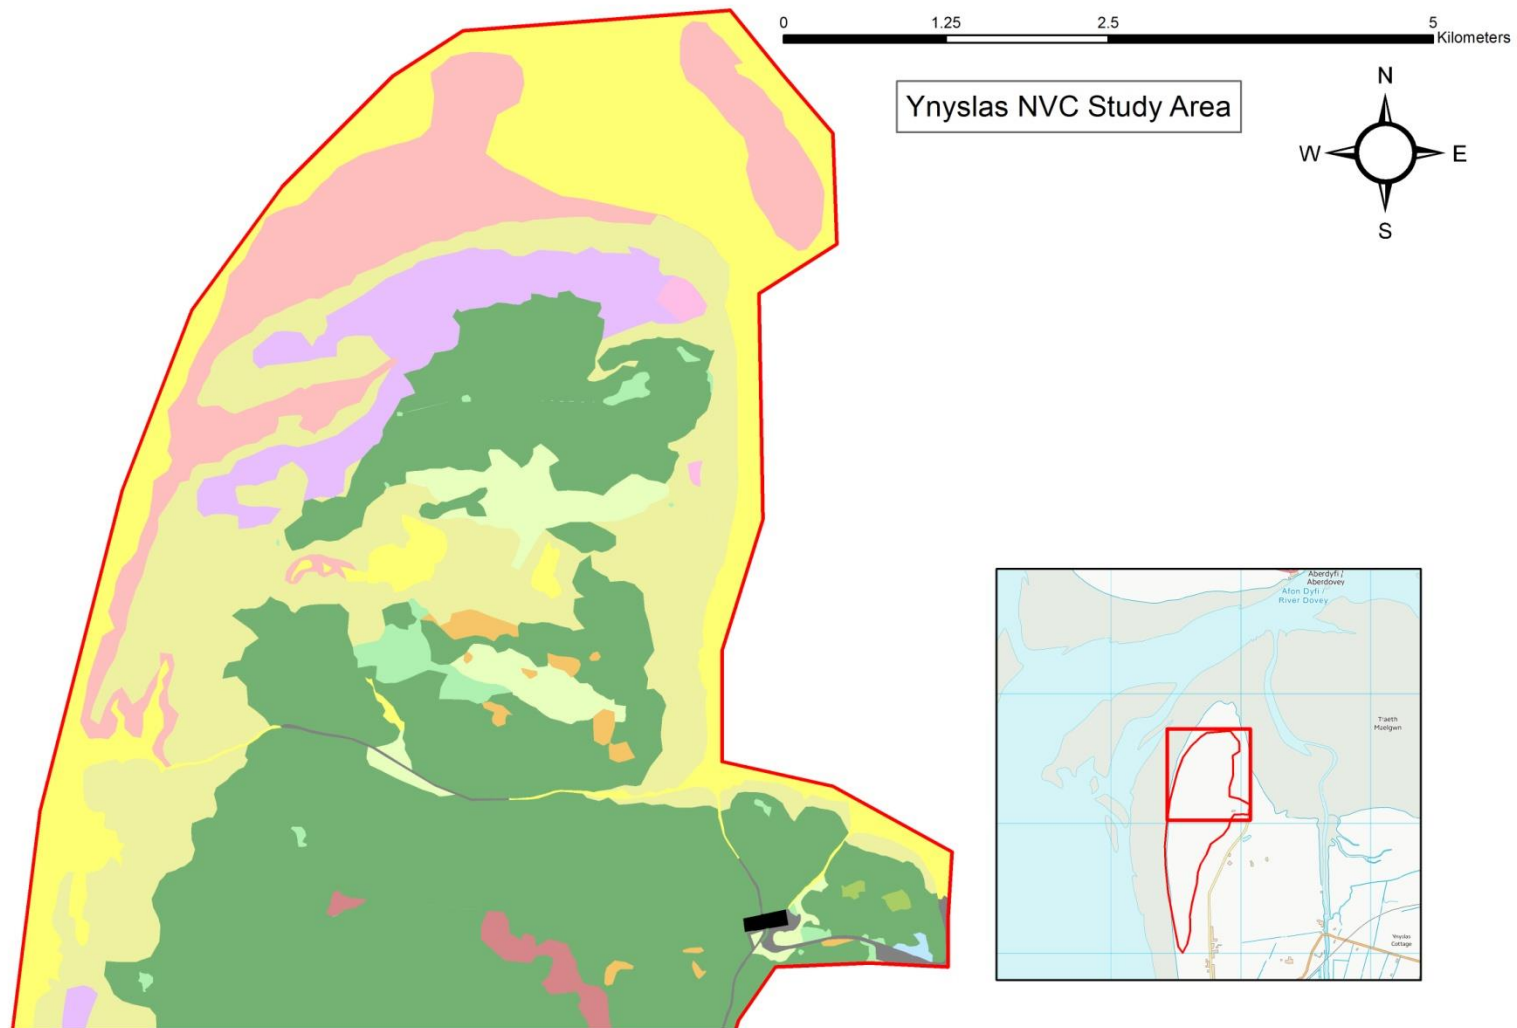 0 1.25 2.5 5
Kilometers
Ynyslas NVC Study Area
N
W E
S
Aberdyfi /
Aberdovey
Afon Dyfi /
River Dovey
Traeth
Maelgwn
Ynyslas
Cottage